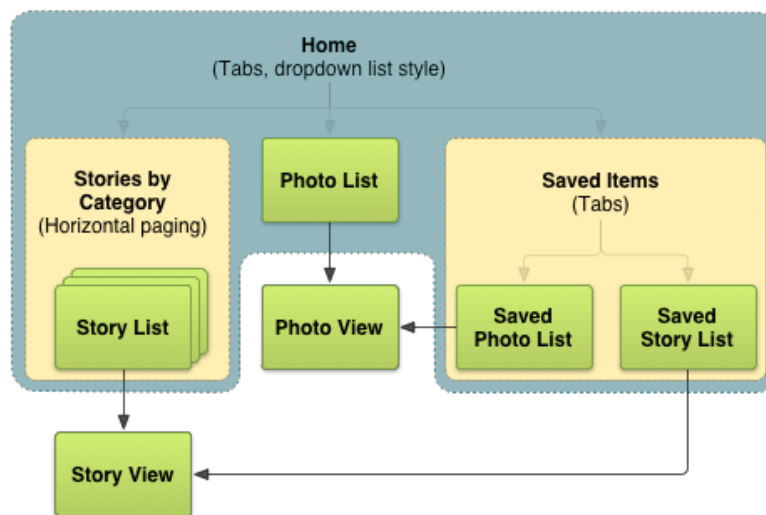 Home
(Tabs, dropdown list style)
Stories by
Category
(Horizontal paging)
Photo List
Saved Items
(Tabs)
Story List
Photo View
Saved
Photo List
Saved
Story List
Story View